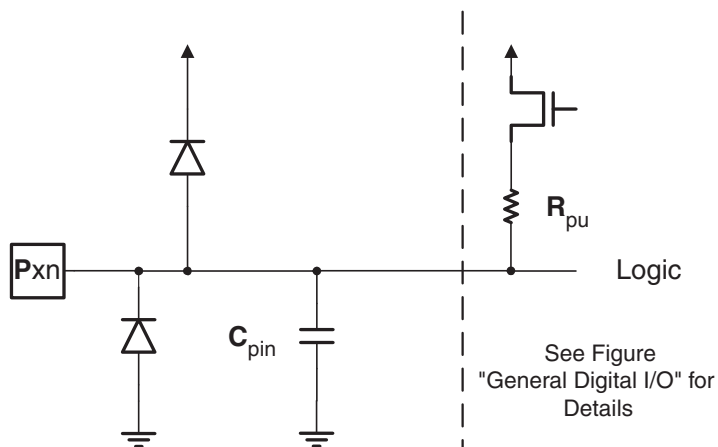 Pxn
Rpu
Logic
Cpin
See Figure
"General Digital I/O" for
Details